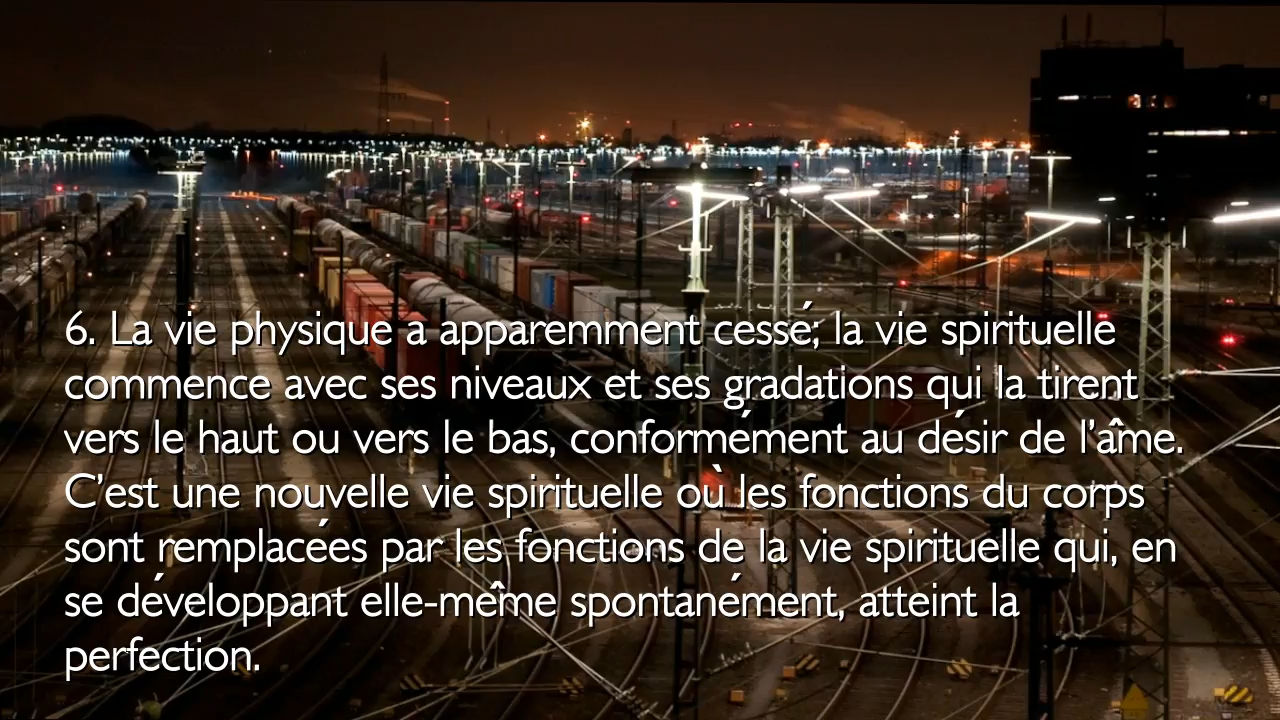 6. La vie physique a apparemment cessé; la vie spirituelle
commence avec ses niveaux et ses gradations qui la tirent
vers le haut ou vers le bas, conformément au désir de l’âme.
C’est une nouvelle vie spirituelle où les fonctions du corps
sont remplacées par les fonctions de la vie spirituelle qui, en
se développant elle-même spontanément, atteint la
perfection.